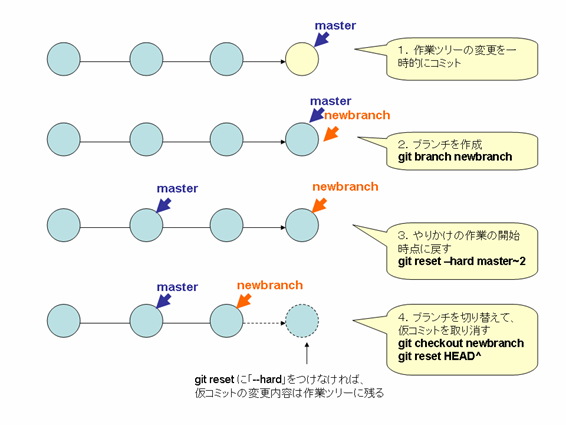 master
1. 作業ツリーの変更を一
時的にコミット
master
newbranch
2. ブランチを作成
git branch newbranch
master
newbranch
3. やりかけの作業の開始
時点に戻す
git reset –hard master~2
master
newbranch
4. ブランチを切り替えて、
仮コミットを取り消す
git checkout newbranch
git reset HEAD^
git reset に「--hard」をつけなければ、
仮コミットの変更内容は作業ツリーに残る